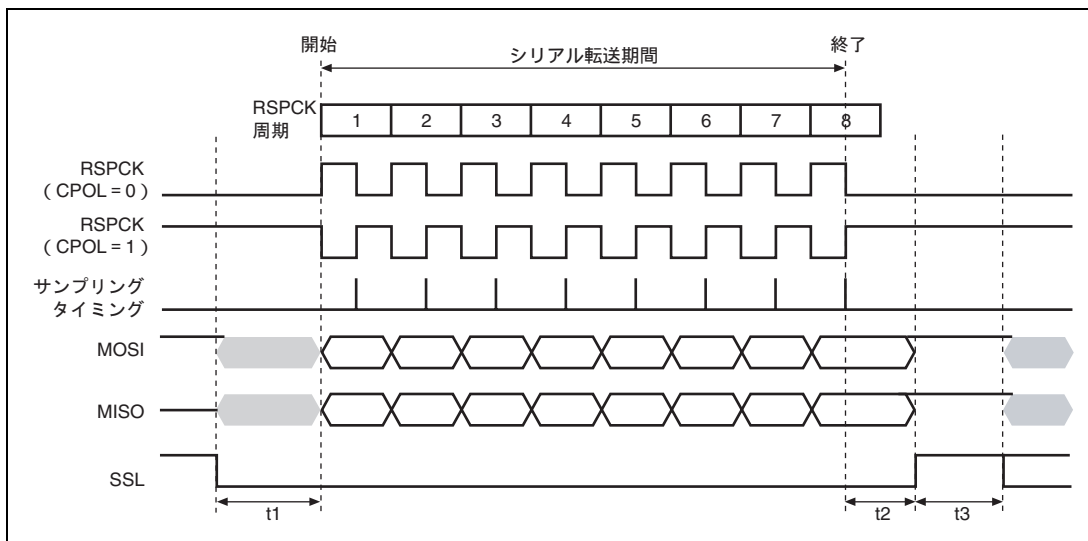 開始
終了
シリアル転送期間
RSPCK
周期
1 2 3 4 5 6 7 8
RSPCK
(CPOL=0)
RSPCK
(CPOL=1)
サンプリング
タイミング
MOSI
MISO
SSL
t1
t2
t3